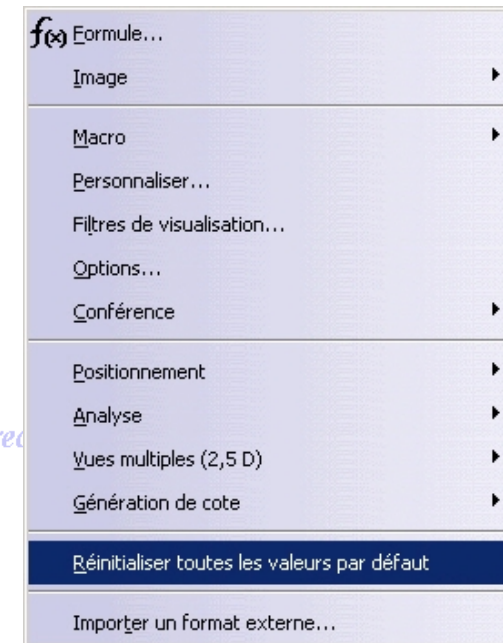 f(x) Formule...
Image
Macro
Personnaliser...
Filtres de visualisation...
Options...
Conférence
Positionnement
Analyse
Vues multiples (2,5 D)
Génération de cote
Réinitialiser toutes les valeurs par défaut
Importer un format externe...